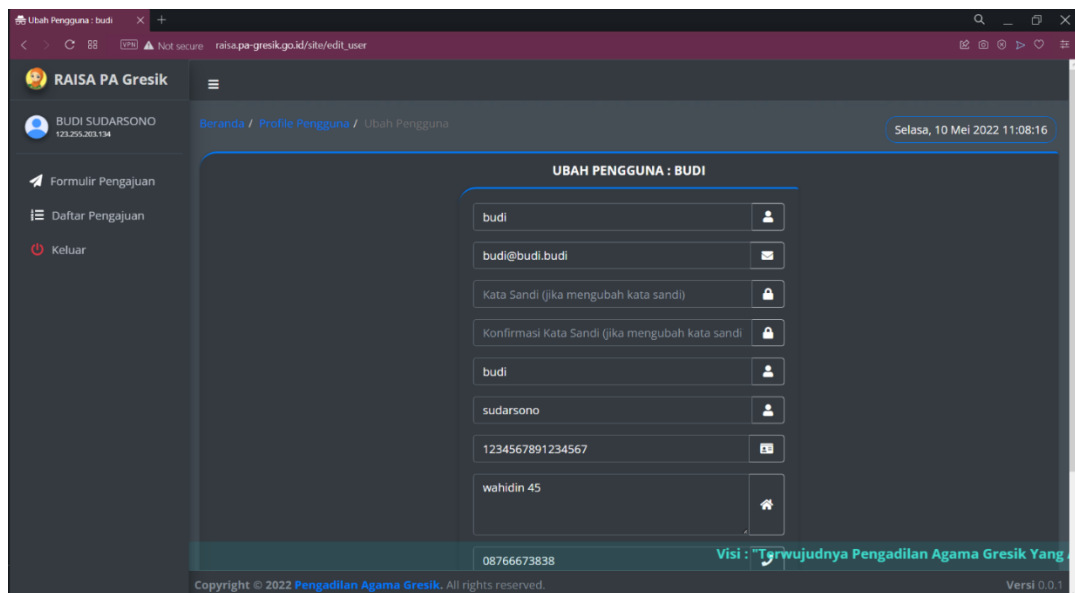 Ubah Pengguna : budi
VPN Not secure raisa.pa-gresik.go.id/site/edit_user
RAISA PA Gresik
BUDI SUDARSONO
123.255.203.134
Formulir Pengajuan
Daftar Pengajuan
Keluar
Beranda / Profile Pengguna / Ubah Pengguna
Selasa, 10 Mei 2022 11:08:16
UBAH PENGGUNA : BUDI
budi
budi@budi.budi
Kata Sandi (jika mengubah kata sandi)
Konfirmasi Kata Sandi (jika mengubah kata sandi
budi
sudarsono
1234567891234567
wahidin 45
08766673838
Visi : "Terwujudnya Pengadilan Agama Gresik Yang
Copyright © 2022 Pengadilan Agama Gresik. All rights reserved.
Versi 0.0.1